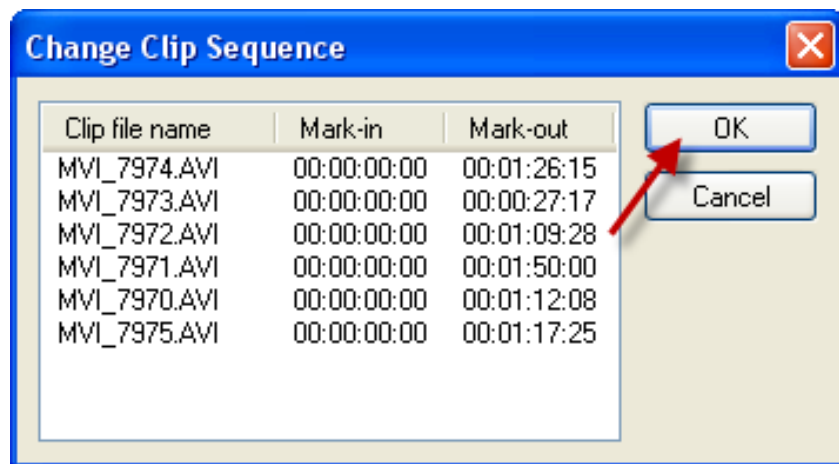 Change Clip Sequence
Clip file name Mark-in Mark-out
MVI_7974.AVI 00:00:00:00 00:01:26:15
MVI_7973.AVI 00:00:00:00 00:00:27:17
MVI_7972.AVI 00:00:00:00 00:01:09:28
MVI_7971.AVI 00:00:00:00 00:01:50:00
MVI_7970.AVI 00:00:00:00 00:01:12:08
MVI_7975.AVI 00:00:00:00 00:01:17:25
OK
Cancel